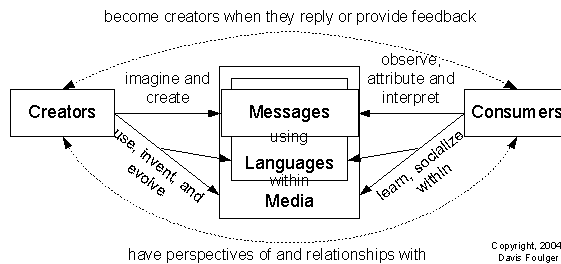 become creators when they reply or provide feedback
imagine and
create
observe,
attribute and
interpret
Creators
Messages
Consumers
using
Languages
within
Media
use, invent, and
evolve
learn, socialize
within
have perspectives of and relationships with
Copyright, 2004
Davis Foulger